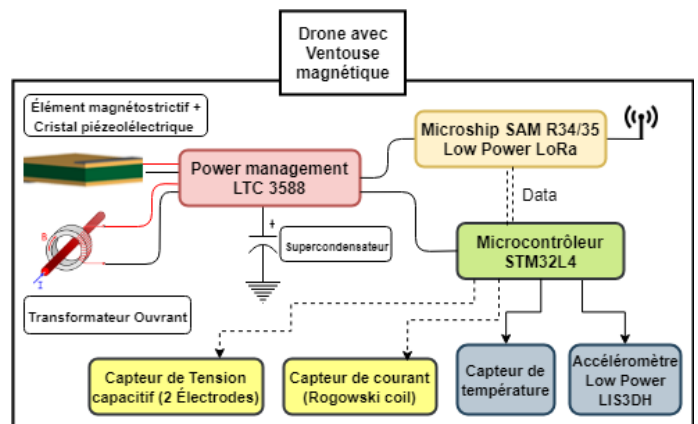 Drone avec
Ventouse
magnétique
Élément magnétostrictif +
Cristal piézolélectrique
Power management
LTC 3588
Microship SAM R34/35
Low Power LoRa
Data
B
I
+
Supercondensateur
Microcontrôleur
STM32L4
Transformateur Ouvrant
Capteur de Tension
capacitif (2 Électrodes)
Capteur de courant
(Rogowski coil)
Capteur de
température
Accéléromètre
Low Power
LIS3DH